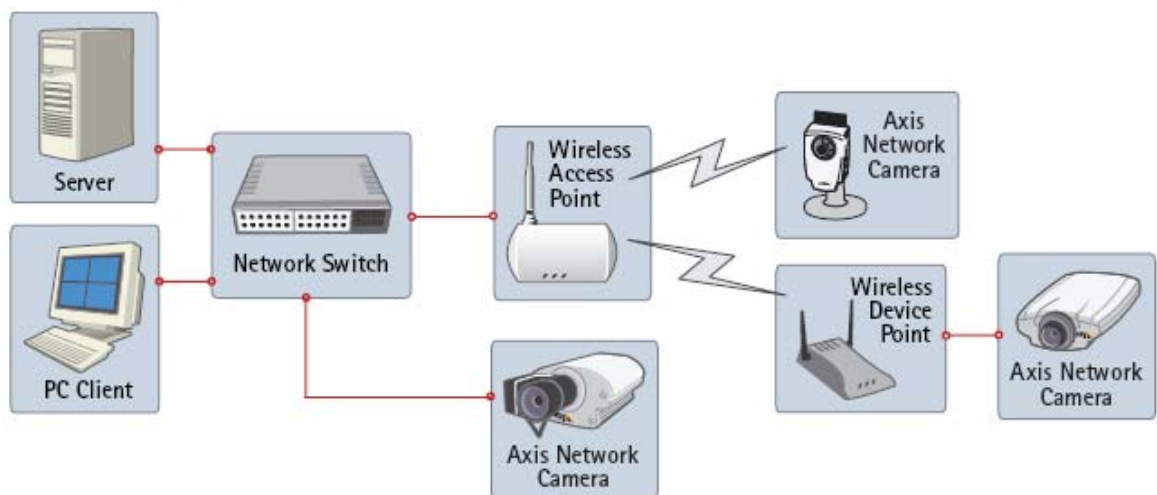 Server
PC Client
Network Switch
Wireless
Access
Point
Axis
Network
Camera
Wireless
Device
Point
Axis Network
Camera
Axis Network
Camera